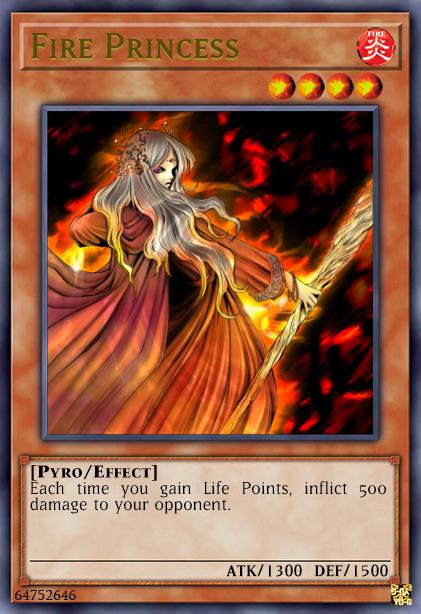 FIRE PRINCESS
FIRE
炎
[PYRO/EFFECT]
Each time you gain Life Points, inflict 500
damage to your opponent.
ATK/1300 DEF/1500
64752646